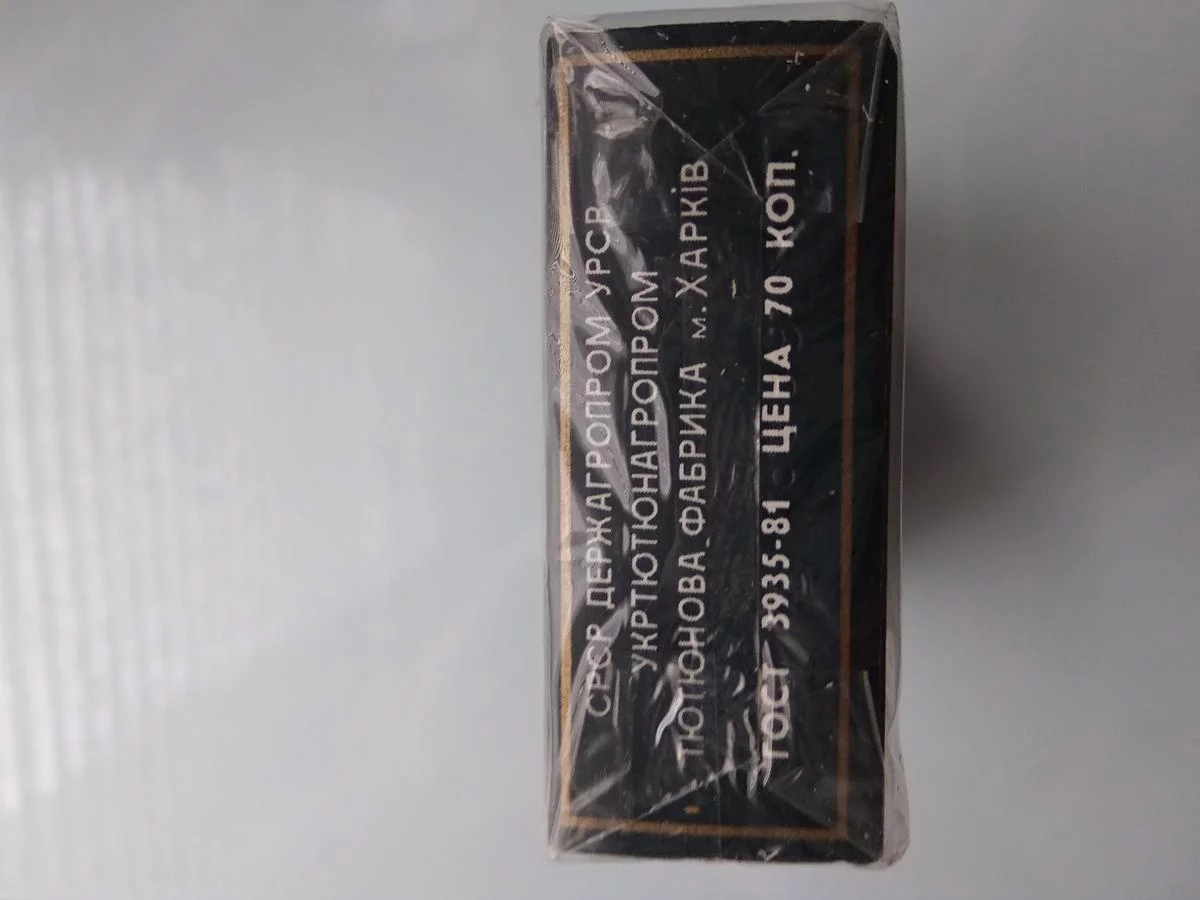 СРСР ДЕРЖАГРОПРОМ УРСР
УКРТЮТЮНАГРОПРОМ
ТЮТЮНОВА ФАБРИКА м. ХАРКІВ
ГОСТ 3935-81 ЦЕНА 70 КОП.